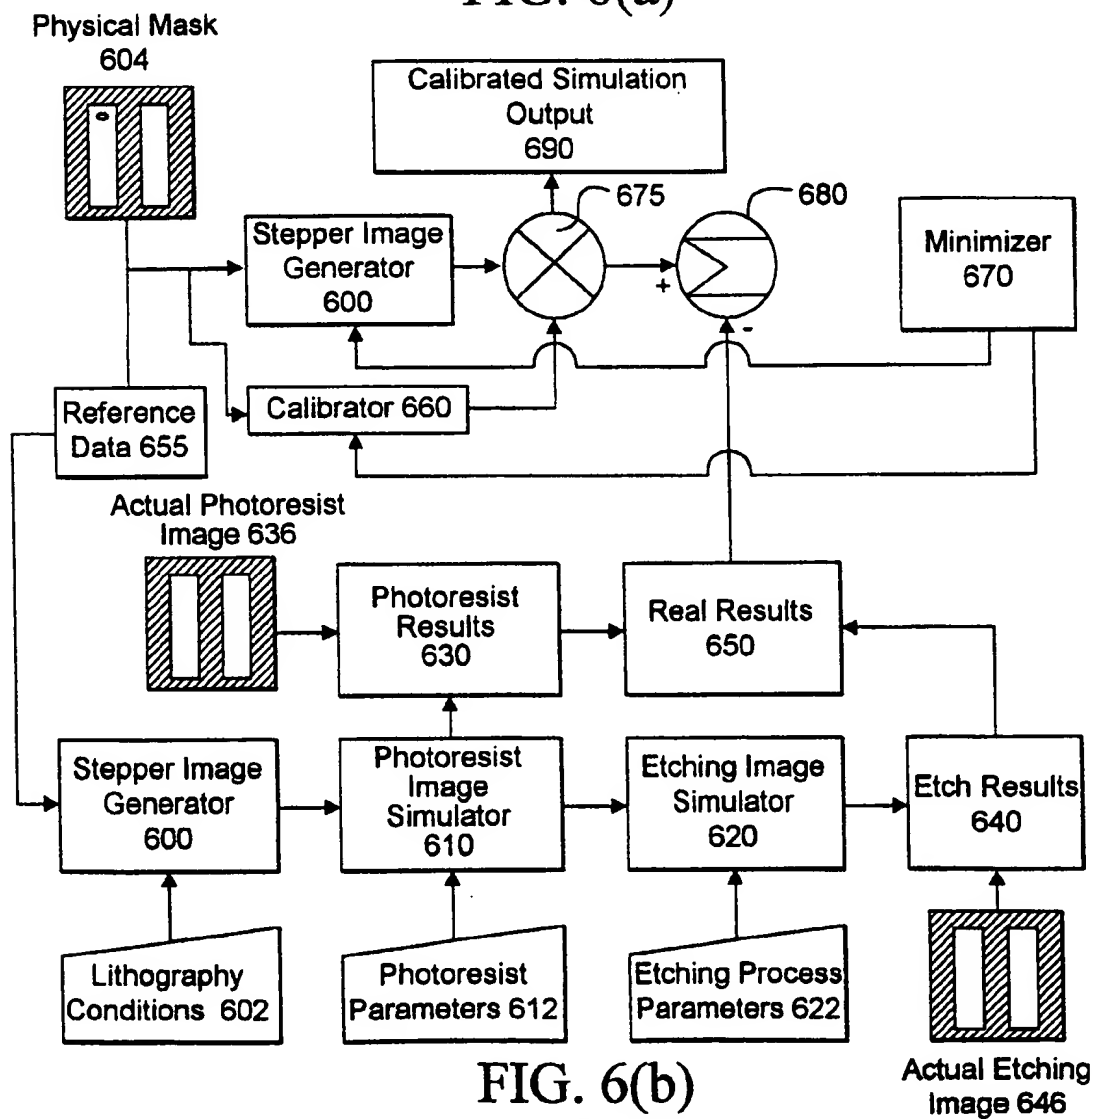 FIG. 6(a)
Physical Mask
604
Calibrated Simulation
Output
690
675
680
Stepper Image
Generator
600
Minimizer
670
+
-
Calibrator 660
Reference
Data 655
Actual Photoresist
Image 636
Photoresist
Results
630
Real Results
650
Stepper Image
Generator
600
Photoresist
Image
Simulator
610
Etching Image
Simulator
620
Etch Results
640
Lithography
Conditions 602
Photoresist
Parameters 612
Etching Process
Parameters 622
Actual Etching
Image 646
FIG. 6(b)